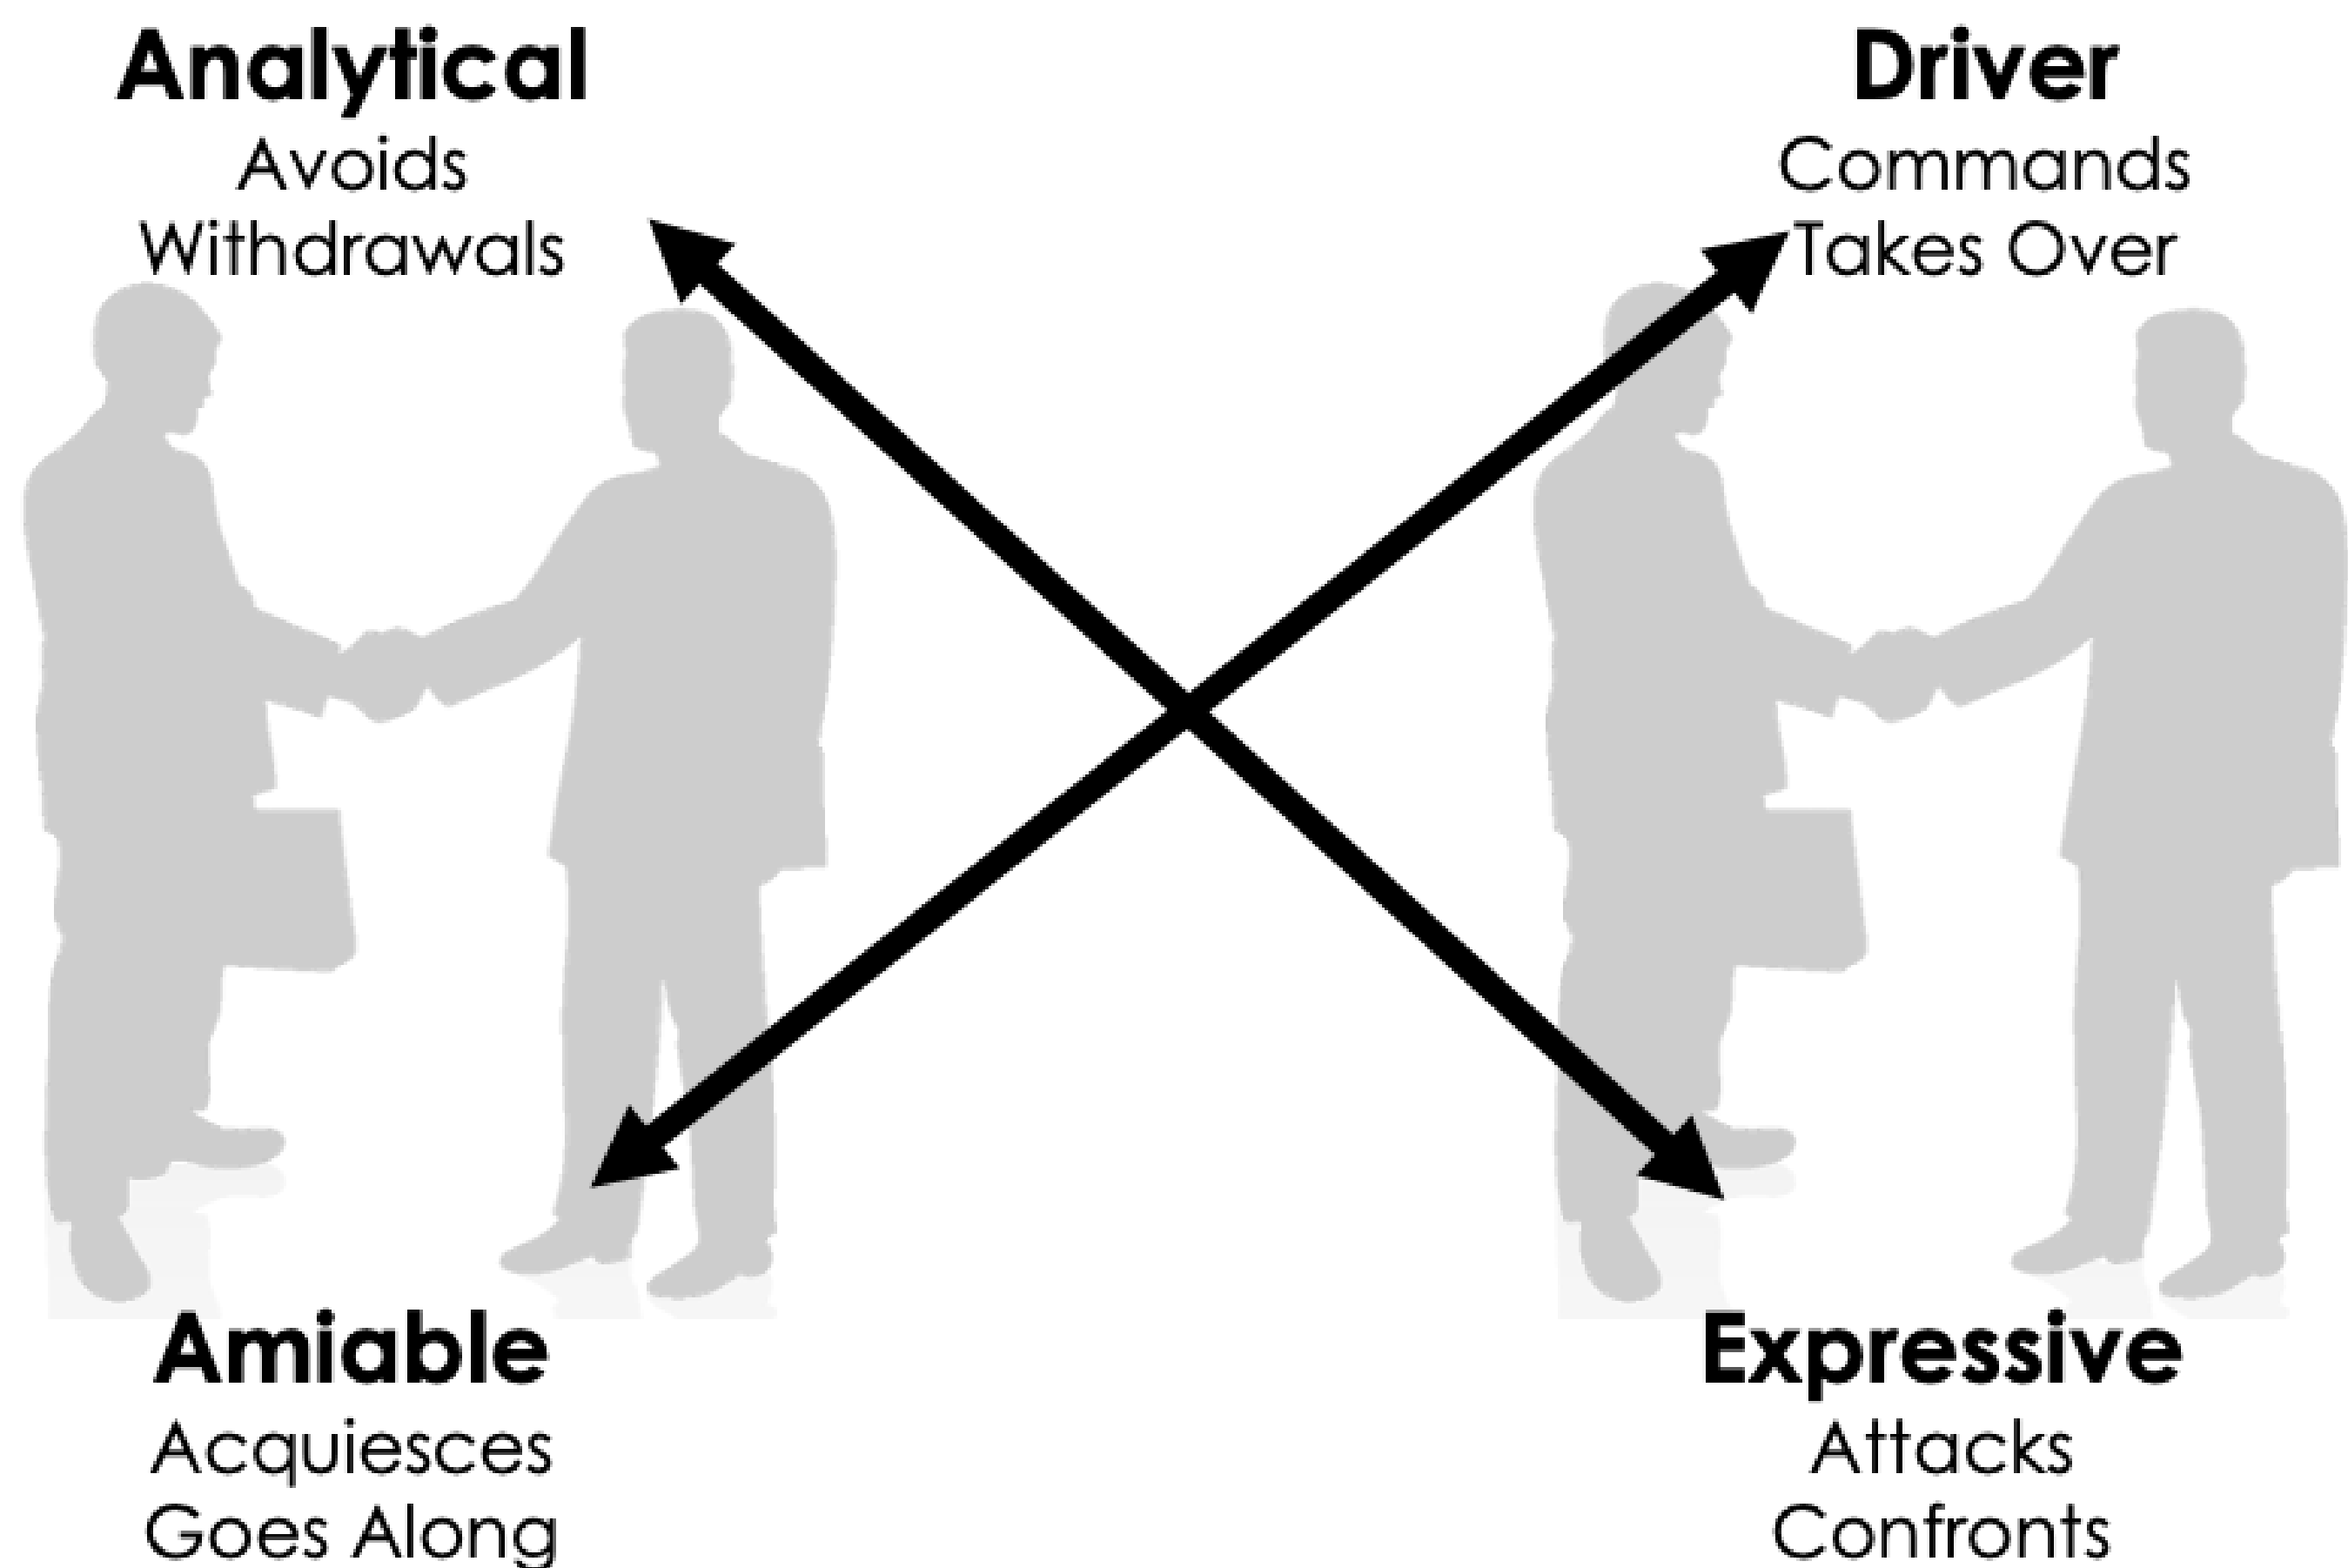 Analytical
Avoids
Withdrawals
Driver
Commands
Takes Over
Amiable
Acquiesces
Goes Along
Expressive
Attacks
Confronts